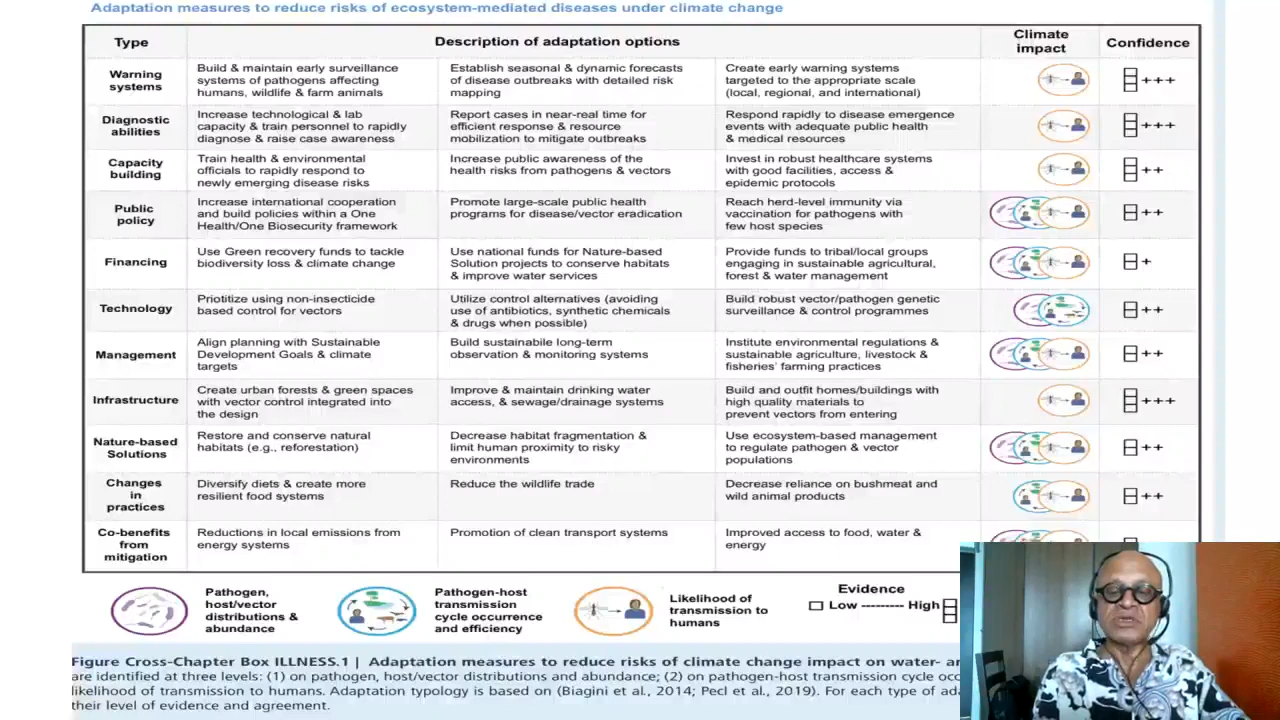 Adaptation measures to reduce risks of ecosystem-mediated diseases under climate change
Type
Description of adaptation options
Climate
impact
Confidence
Warning
systems
Build & maintain early surveillance
systems of pathogens affecting
humans, wildlife & farm animals
Establish seasonal & dynamic forecasts
of disease outbreaks with detailed risk
mapping
Create early warning systems
targeted to the appropriate scale
(local, regional, and international)
+++
Diagnostic
abilities
Increase technological & lab
capacity & train personnel to rapidly
diagnose & raise case awareness
Report cases in near-real time for
efficient response & resource
mobilization to mitigate outbreaks
Respond rapidly to disease emergence
events with adequate public health
& medical resources
+++
Capacity
building
Train health & environmental
officials to rapidly respond to
newly emerging disease risks
Increase public awareness of the
health risks from pathogens & vectors
Invest in robust healthcare systems
with good facilities, access &
epidemic protocols
++
Public
policy
Increase international cooperation
and build policies within a One
Health/One Biosecurity framework
Promote large-scale public health
programs for disease/vector eradication
Reach herd-level immunity via
vaccination for pathogens with
few host species
++
Financing
Use Green recovery funds to tackle
biodiversity loss & climate change
Use national funds for Nature-based
Solution projects to conserve habitats
& improve water services
Provide funds to tribal/local groups
engaging in sustainable agricultural,
forest & water management
+
Technology
Priotitize using non-insecticide
based control for vectors
Utilize control alternatives (avoiding
use of antibiotics, synthetic chemicals
& drugs when possible)
Build robust vector/pathogen genetic
surveillance & control programmes
++
Management
Align planning with Sustainable
Development Goals & climate
targets
Build sustainabile long-term
observation & monitoring systems
Institute environmental regulations &
sustainable agriculture, livestock &
fisheries' farming practices
++
Infrastructure
Create urban forests & green spaces
with vector control integrated into
the design
Improve & maintain drinking water
access, & sewage/drainage systems
Build and outfit homes/buildings with
high quality materials to
prevent vectors from entering
+++
Nature-based
Solutions
Restore and conserve natural
habitats (e.g., reforestation)
Decrease habitat fragmentation &
limit human proximity to risky
environments
Use ecosystem-based management
to regulate pathogen & vector
populations
++
Changes
in
practices
Diversify diets & create more
resilient food systems
Reduce the wildlife trade
Decrease reliance on bushmeat and
wild animal products
++
Co-benefits
from
mitigation
Reductions in local emissions from
energy systems
Promotion of clean transport systems
Improved access to food, water &
energy
Pathogen,
host/vector
distributions &
abundance
Pathogen-host
transmission
cycle occurrence
and efficiency
Likelihood of
transmission to
humans
Evidence
Low --------- High
Figure Cross-Chapter Box ILLNESS.1 | Adaptation measures to reduce risks of climate change impact on water-
are identified at three levels: (1) on pathogen, host/vector distributions and abundance; (2) on pathogen-host transmission cycle
likelihood of transmission to humans. Adaptation typology is based on (Biagini et al., 2014; Pecl et al., 2019). For each type of
their level of evidence and agreement.